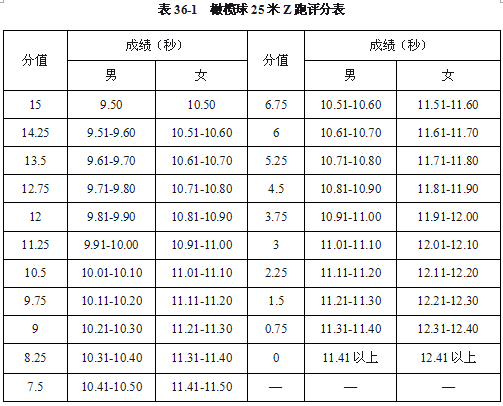 表 36-1 橄榄球 25 米 Z 跑评分表
分值 成绩（秒） 分值 成绩（秒）
男 女 男 女
15 9.50 10.50 6.75 10.51-10.60 11.51-11.60
14.25 9.51-9.60 10.51-10.60 6 10.61-10.70 11.61-11.70
13.5 9.61-9.70 10.61-10.70 5.25 10.71-10.80 11.71-11.80
12.75 9.71-9.80 10.71-10.80 4.5 10.81-10.90 11.81-11.90
12 9.81-9.90 10.81-10.90 3.75 10.91-11.00 11.91-12.00
11.25 9.91-10.00 10.91-11.00 3 11.01-11.10 12.01-12.10
10.5 10.01-10.10 11.01-11.10 2.25 11.11-11.20 12.11-12.20
9.75 10.11-10.20 11.11-11.20 1.5 11.21-11.30 12.21-12.30
9 10.21-10.30 11.21-11.30 0.75 11.31-11.40 12.31-12.40
8.25 10.31-10.40 11.31-11.40 0 11.41 以上 12.41 以上
7.5 10.41-10.50 11.41-11.50 — — —